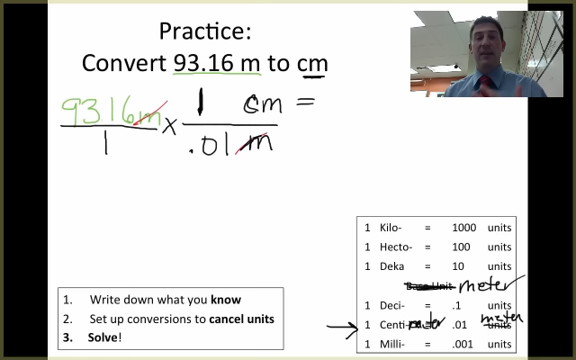 Practice:
Convert 93.16 m to cm
9316 m / 1 x 1 cm / .01 m =
1 Kilo- = 1000 units
1 Hecto- = 100 units
1 Deka = 10 units
Base Unit meter
1 Deci- = .1 units
1 Centi- meter = .01 units meter
1 Milli- = .001 units
1. Write down what you know
2. Set up conversions to cancel units
3. Solve!